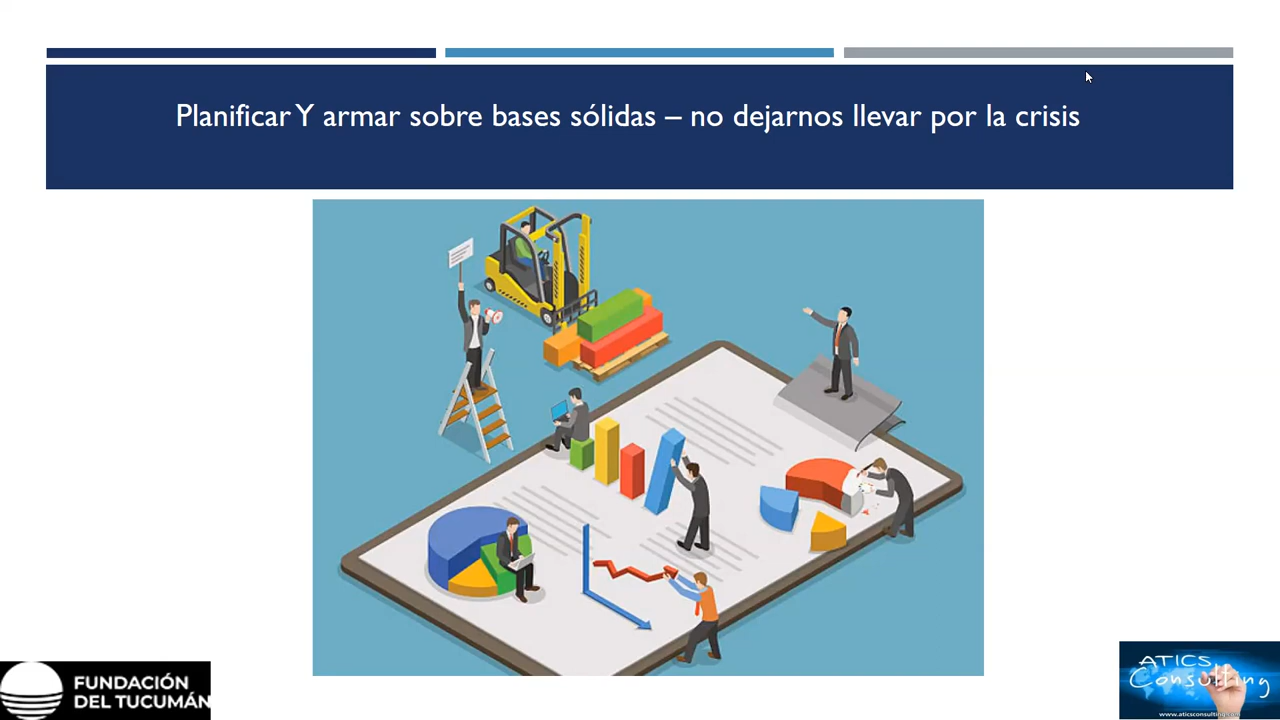 Planificar Y armar sobre bases sólidas – no dejarnos llevar por la crisis
FUNDACIÓN
DEL TUCUMÁN
ATICS
Consulting